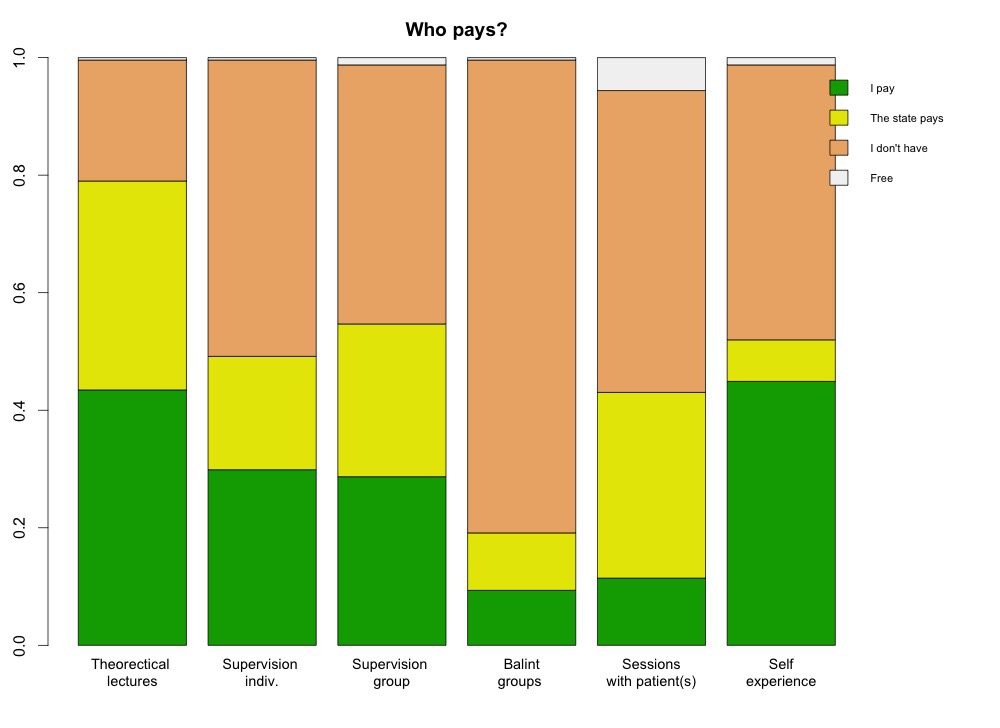 Who pays?
1.0
0.8
0.6
0.4
0.2
0.0
I pay
The state pays
I don't have
Free
Theorectical
lectures
Supervision
indiv.
Supervision
group
Balint
groups
Sessions
with patient(s)
Self
experience